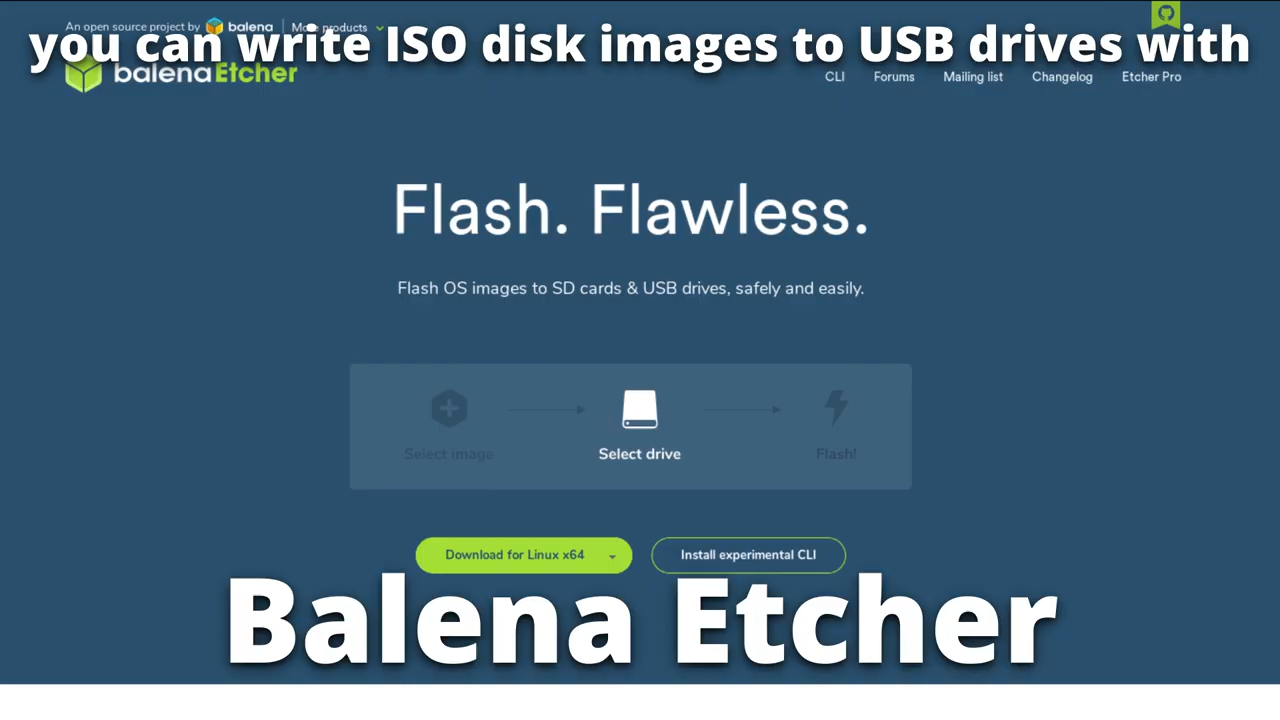 An open source project by balena More products
you can write ISO disk images to USB drives with
balenaEtcher
CLI Forums Mailing list Changelog Etcher Pro
Flash. Flawless.
Flash OS images to SD cards & USB drives, safely and easily.
Select image Select drive Flash!
Download for Linux x64 Install experimental CLI
Balena Etcher